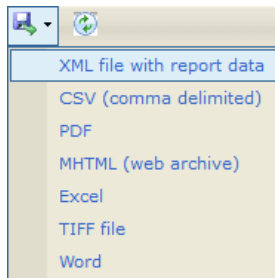 XML file with report data
CSV (comma delimited)
PDF
MHTML (web archive)
Excel
TIFF file
Word